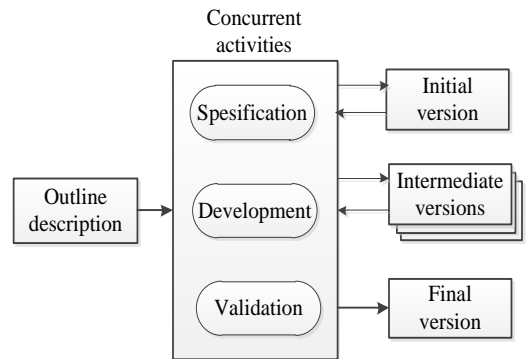 Concurrent
activities
Spesification
Initial
version
Outline
description
Development
Intermediate
versions
Validation
Final
version